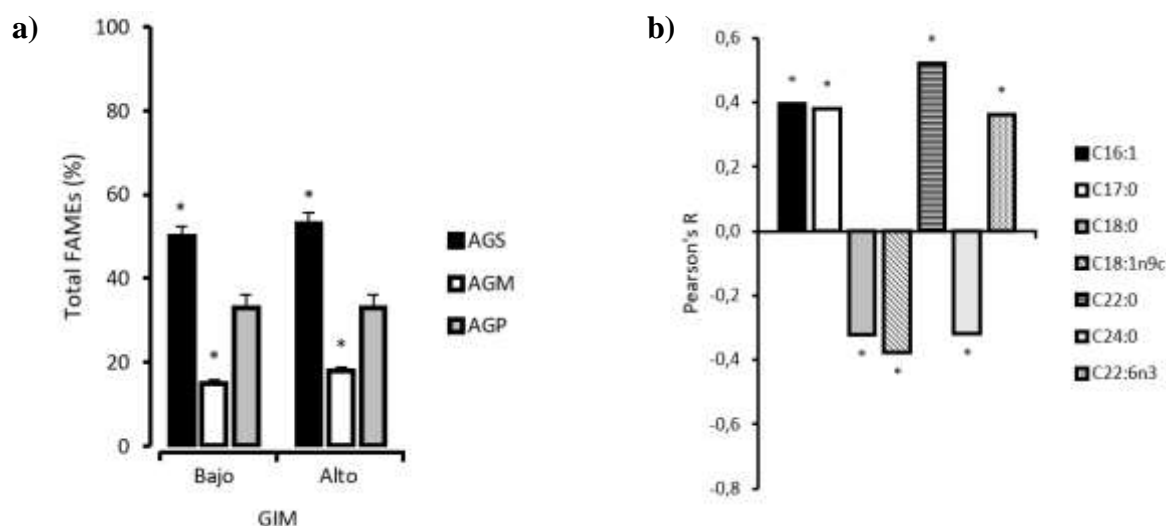 a)
100
80
60
40
20
0
Total FAMEs (%)
*
*
*
*
Bajo
Alto
GIM
AGS
AGM
AGP
b)
0,6
0,4
0,2
0,0
-0,2
-0,4
-0,6
-0,8
Pearson's R
*
*
*
*
*
*
*
C16:1
C17:0
C18:0
C18:1n9c
C22:0
C24:0
C22:6n3